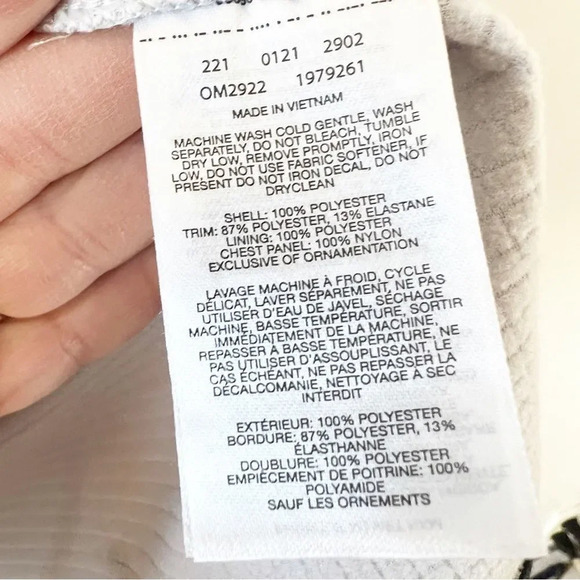 221 0121 2902
OM2922 1979261
MADE IN VIETNAM
MACHINE WASH COLD GENTLE, WASH
SEPARATELY, DO NOT BLEACH, TUMBLE
DRY LOW, REMOVE PROMPTLY, IRON
LOW, DO NOT USE FABRIC SOFTENER, IF
PRESENT DO NOT IRON DECAL, DO NOT
DRYCLEAN
SHELL: 100% POLYESTER
TRIM: 87% POLYESTER, 13% ELASTANE
LINING: 100% POLYESTER
CHEST PANEL: 100% NYLON
EXCLUSIVE OF ORNAMENTATION
LAVAGE MACHINE À FROID, CYCLE
DÉLICAT, LAVER SÉPARÉMENT, NE PAS
UTILISER D'EAU DE JAVEL, SÉCHAGE
MACHINE, BASSE TEMPÉRATURE, SORTIR
IMMÉDIATEMENT DE LA MACHINE,
REPASSER À BASSE TEMPÉRATURE, NE
PAS UTILISER D'ASSOUPLISSANT, LE
CAS ÉCHÉANT, NE PAS REPASSER LA
DÉCALCOMANIE, NETTOYAGE À SEC
INTERDIT
EXTÉRIEUR: 100% POLYESTER
BORDURE: 87% POLYESTER, 13%
ÉLASTHANNE
DOUBLURE: 100% POLYESTER
EMPIÈCEMENT DE POITRINE: 100%
POLYAMIDE
SAUF LES ORNEMENTS